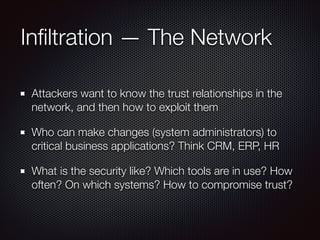 Infiltration — The Network
Attackers want to know the trust relationships in the
network, and then how to exploit them
Who can make changes (system administrators) to
critical business applications? Think CRM, ERP, HR
What is the security like? Which tools are in use? How
often? On which systems? How to compromise trust?